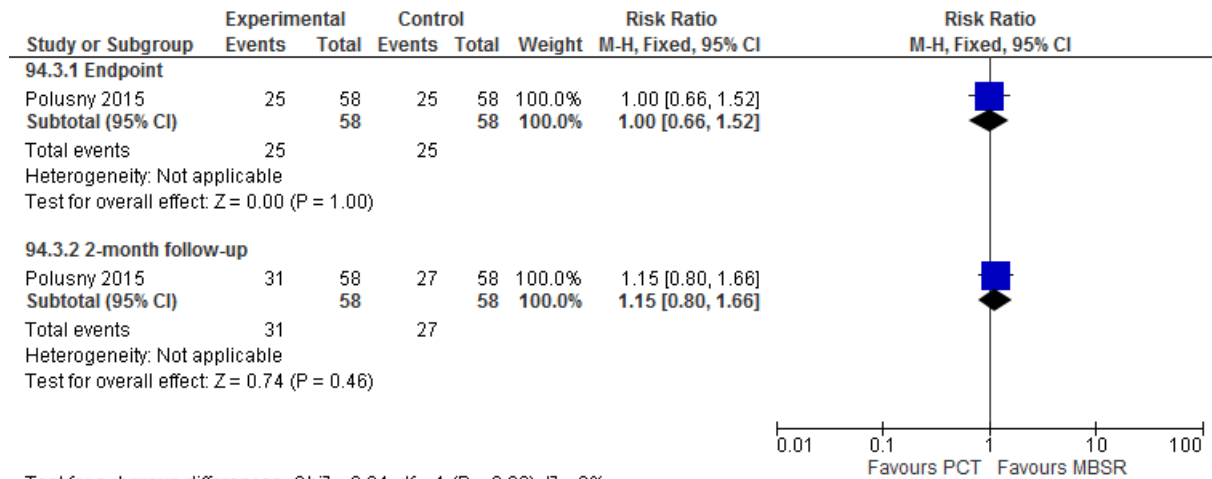 Experimental Control Risk Ratio Risk Ratio
Study or Subgroup Events Total Events Total Weight M-H, Fixed, 95% CI M-H, Fixed, 95% CI
94.3.1 Endpoint
Polusny 2015 25 58 25 58 100.0% 1.00 [0.66, 1.52]
Subtotal (95% CI) 58 58 100.0% 1.00 [0.66, 1.52]
Total events 25 25
Heterogeneity: Not applicable
Test for overall effect: Z = 0.00 (P = 1.00)
94.3.2 2-month follow-up
Polusny 2015 31 58 27 58 100.0% 1.15 [0.80, 1.66]
Subtotal (95% CI) 58 58 100.0% 1.15 [0.80, 1.66]
Total events 31 27
Heterogeneity: Not applicable
Test for overall effect: Z = 0.74 (P = 0.46)
0.01 0.1 1 10 100
Favours PCT Favours MBSR